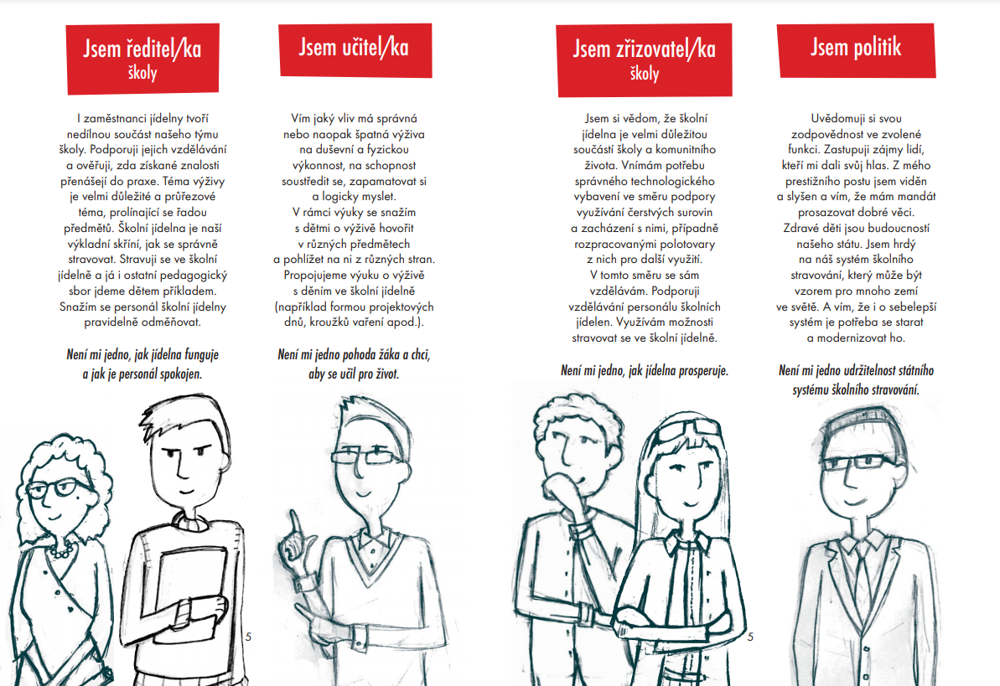 Jsem ředitel/ka
školy
I zaměstnanci jídelny tvoří
nedílnou součást našeho týmu
školy. Podporuji jejich vzdělávání
a ověřuji, zda získané znalosti
přenášejí do praxe. Téma výživy
je velmi důležité a průřezové
téma, prolínající se řadou
předmětů. Školní jídelna je naší
výkladní skříní, jak se správně
stravovat. Stravuji se ve školní
jídelně a já i ostatní pedagogický
sbor jdeme dětem příkladem.
Snažím se personál školní jídelny
pravidelně odměňovat.
Není mi jedno, jak jídelna funguje
a jak je personál spokojen.
5
Jsem učitel/ka
Vím jaký vliv má správná
nebo naopak špatná výživa
na duševní a fyzickou
výkonnost, na schopnost
soustředit se, zapamatovat si
a logicky myslet.
V rámci výuky se snažím
s dětmi o výživě hovořit
v různých předmětech
a pohlížet na ni z různých stran.
Propojujeme výuku o výživě
s děním ve školní jídelně
(například formou projektových
dnů, kroužků vaření apod.).
Není mi jedno pohoda žáka a chci,
aby se učil pro život.
Jsem zřizovatel/ka
školy
Jsem si vědom, že školní
jídelna je velmi důležitou
součástí školy a komunitního
života. Vnímám potřebu
správného technologického
vybavení ve směru podpory
využívání čerstvých surovin
a zacházení s nimi, případně
rozpracovanými polotovary
z nich pro další využití.
V tomto směru se sám
vzdělávám. Podporuji
vzdělávání personálu školních
jídelen. Využívám možnosti
stravovat se ve školní jídelně.
Není mi jedno, jak jídelna prosperuje.
5
Jsem politik
Uvědomuji si svou
zodpovědnost ve zvolené
funkci. Zastupuji zájmy lidí,
kteří mi dali svůj hlas. Z mého
prestižního postu jsem viděn
a slyšen a vím, že mám mandát
prosazovat dobré věci.
Zdravé děti jsou budoucností
našeho státu. Jsem hrdý
na náš systém školního
stravování, který může být
vzorem pro mnoho zemí
ve světě. A vím, že i o sebelepší
systém je potřeba se starat
a modernizovat ho.
Není mi jedno udržitelnost státního
systému školního stravování.